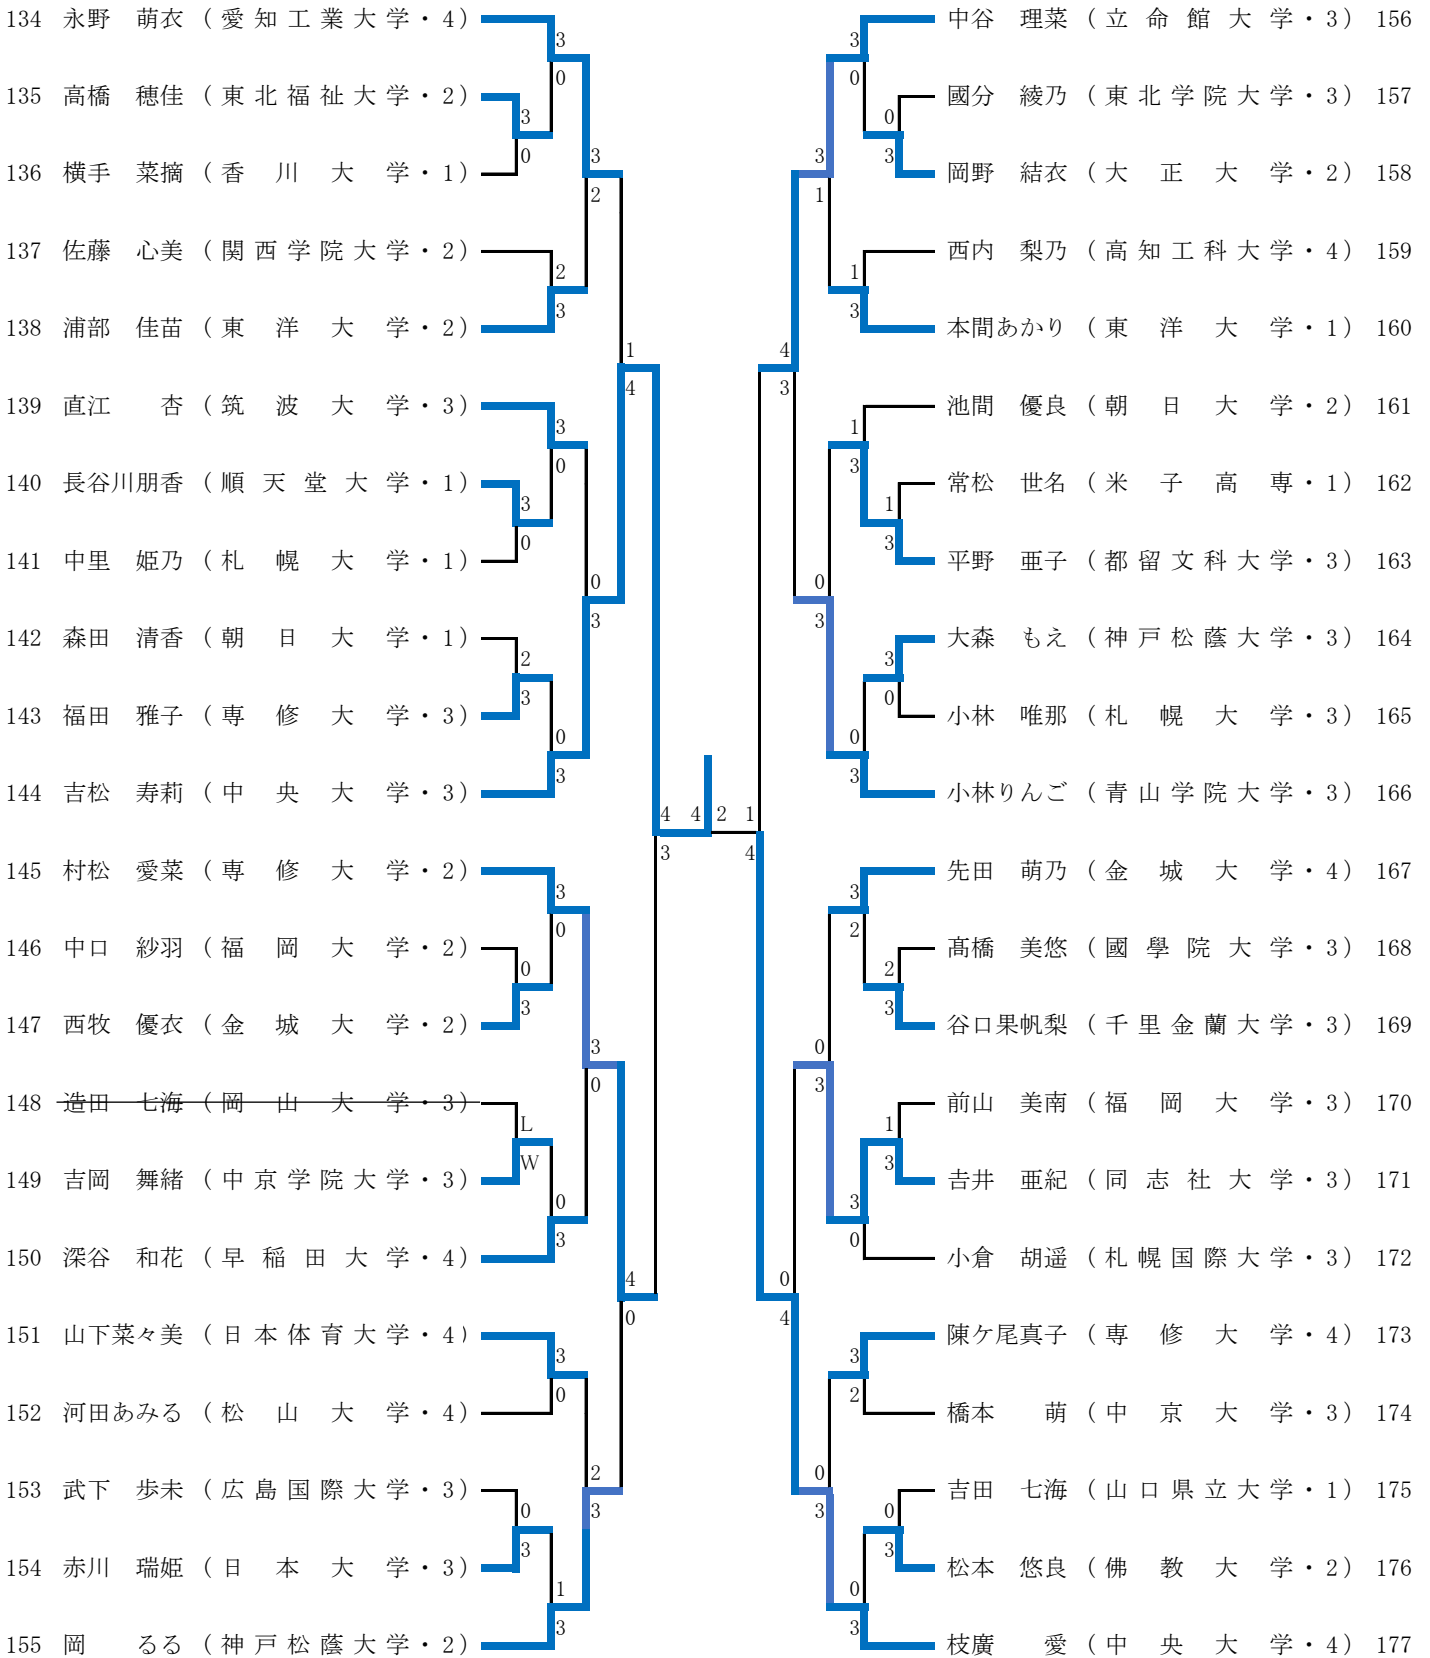 134 永野 萌衣 (愛知工業大学・4)
135 高橋 穂佳 (東北福祉大学・2)
136 横手 菜摘 (香川大学・1)
137 佐藤 心美 (関西学院大学・2)
138 浦部 佳苗 (東洋大学・2)
139 直江 杏 (筑波大学・3)
140 長谷川朋香 (順天堂大学・1)
141 中里 姫乃 (札幌大学・1)
142 森田 清香 (朝日大学・1)
143 福田 雅子 (専修大学・3)
144 吉松 寿莉 (中央大学・3)
145 村松 愛菜 (専修大学・2)
146 中口 紗羽 (福岡大学・2)
147 西牧 優衣 (金城大学・2)
148 造田 七海 (岡山大学・3)
149 吉岡 舞緒 (中京学院大学・3)
150 深谷 和花 (早稲田大学・4)
151 山下菜々美 (日本体育大学・4)
152 河田あみる (松山大学・4)
153 武下 歩未 (広島国際大学・3)
154 赤川 瑞姫 (日本大学・3)
155 岡 るる (神戸松蔭大学・2)
3
0
3
0
3
2
2
3
1
4
3
0
3
0
0
3
2
3
0
3
4 4 2 1
3 4
3
0
0
3
3
0
L
W
0
3
4
0
3
0
2
3
0
3
1
3
3
0
0
3
3
1
1
3
4
3
1
3
1
3
0
3
3
0
0
3
3
2
2
3
0
3
1
3
3
0
0
4
3
2
0
3
0
3
0
3
中谷 理菜 (立命館大学・3) 156
國分 綾乃 (東北学院大学・3) 157
岡野 結衣 (大正大学・2) 158
西内 梨乃 (高知工科大学・4) 159
本間あかり (東洋大学・1) 160
池間 優良 (朝日大学・2) 161
常松 世名 (米子高専・1) 162
平野 亜子 (都留文科大学・3) 163
大森 もえ (神戸松蔭大学・3) 164
小林 唯那 (札幌大学・3) 165
小林りんご (青山学院大学・3) 166
先田 萌乃 (金城大学・4) 167
髙橋 美悠 (國學院大学・3) 168
谷口果帆梨 (千里金蘭大学・3) 169
前山 美南 (福岡大学・3) 170
𠮷井 亜紀 (同志社大学・3) 171
小倉 胡遥 (札幌国際大学・3) 172
陳ケ尾真子 (専修大学・4) 173
橋本 萌 (中京大学・3) 174
吉田 七海 (山口県立大学・1) 175
松本 悠良 (佛教大学・2) 176
枝廣 愛 (中央大学・4) 177